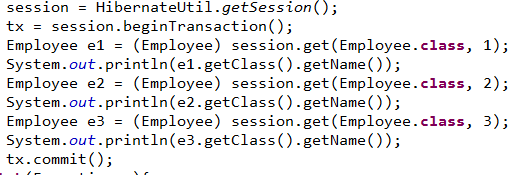 session = HibernateUtil.getSession();
tx = session.beginTransaction();
Employee e1 = (Employee) session.get(Employee.class, 1);
System.out.println(e1.getClass().getName());
Employee e2 = (Employee) session.get(Employee.class, 2);
System.out.println(e2.getClass().getName());
Employee e3 = (Employee) session.get(Employee.class, 3);
System.out.println(e3.getClass().getName());
tx.commit();